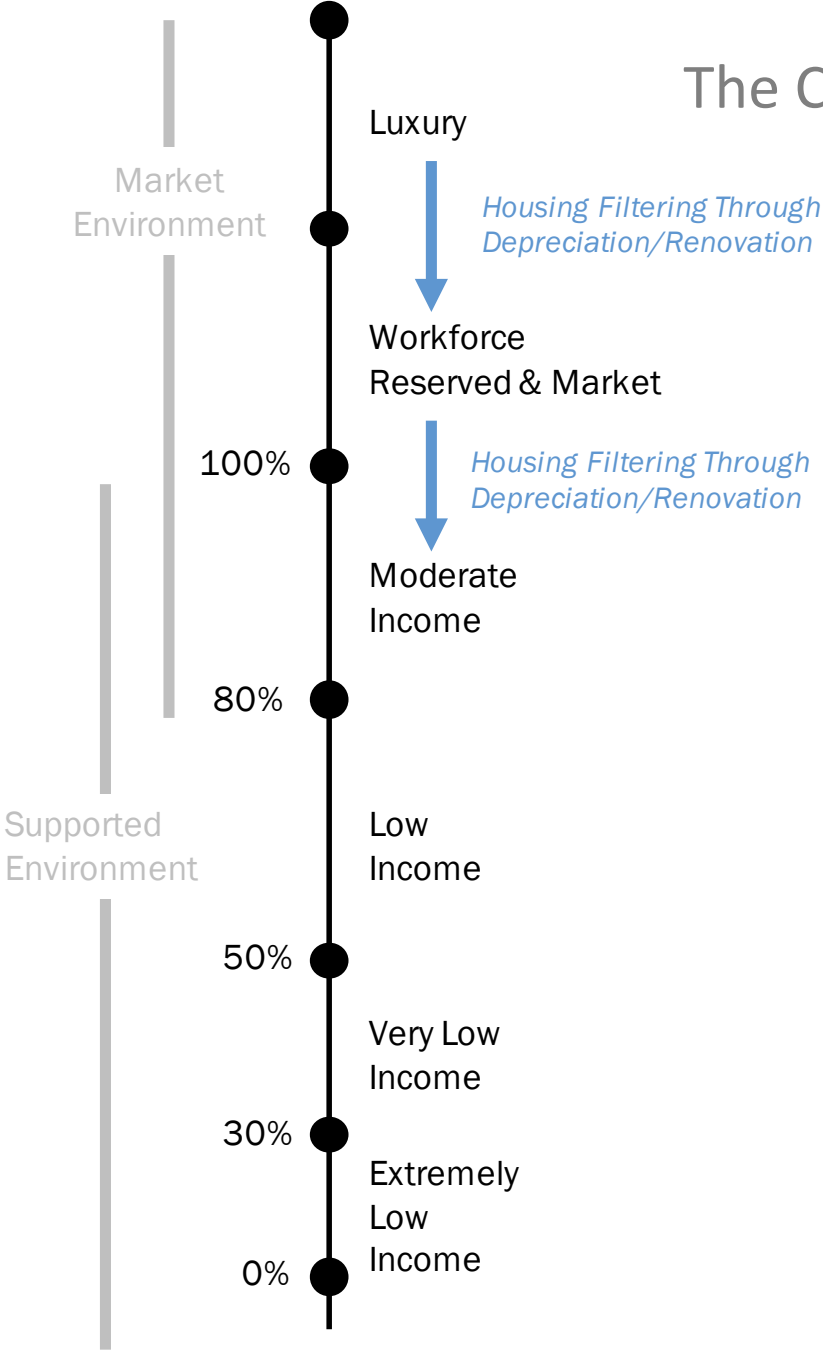 The C
Luxury
Market
Environment
Housing Filtering Through
Depreciation/Renovation
Workforce
Reserved & Market
100%
Housing Filtering Through
Depreciation/Renovation
Moderate
Income
80%
Supported
Environment
Low
Income
50%
Very Low
Income
30%
Extremely
Low
Income
0%